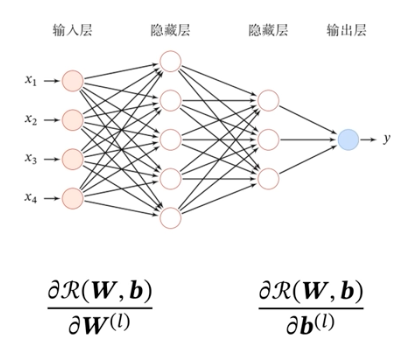 输入层 隐藏层 隐藏层 输出层
x₁
x₂
x₃ y
x₄
∂ℛ(W, b) ∂ℛ(W, b)
∂W⁽ˡ⁾ ∂b⁽ˡ⁾